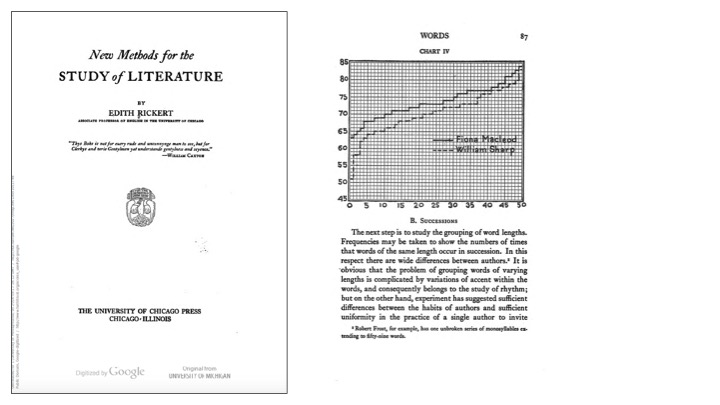 New Methods for the
STUDY of LITERATURE
BY
EDITH RICKERT
ASSOCIATE PROFESSOR OF ENGLISH IN THE UNIVERSITY OF CHICAGO
"Thys Boke is not for every rude and unconnynge man to see, but for
Clerkys and verie Gentylmen yet understande gentylness and scyence."
—WILLIAM CAXTON
THE UNIVERSITY OF CHICAGO PRESS
CHICAGO · ILLINOIS
Digitized by Google
Original from
UNIVERSITY OF MICHIGAN
WORDS 87
CHART IV
85
80
75
70
65
60
55
50
45
Fiona Macleod
William Sharp
0 5 10 15 20 25 30 35 40 45 50
B. SUCCESSIONS
The next step is to study the grouping of word lengths.
Frequencies may be taken to show the numbers of times
that words of the same length occur in succession. In this
respect there are wide differences between authors.² It is
obvious that the problem of grouping words of varying
lengths is complicated by variations of accent within the
words, and consequently belongs to the study of rhythm;
but on the other hand, experiment has suggested sufficient
differences between the habits of authors and sufficient
uniformity in the practice of a single author to invite
² Robert Frost, for example, has one unbroken series of monosyllables ex-
tending to fifty-nine words.